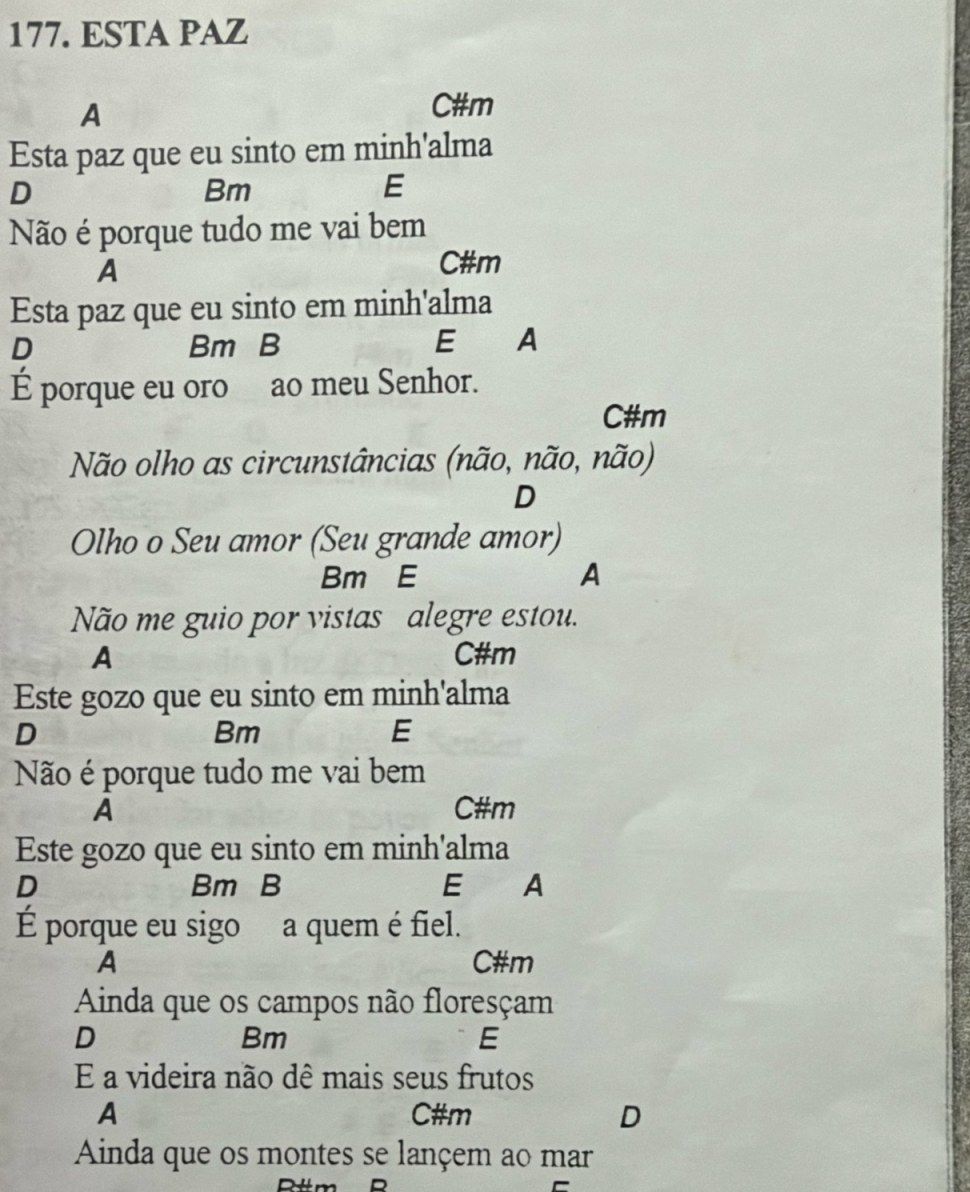 177. ESTA PAZ
A C#m
Esta paz que eu sinto em minh'alma
D Bm E
Não é porque tudo me vai bem
A C#m
Esta paz que eu sinto em minh'alma
D Bm B E A
É porque eu oro ao meu Senhor.
C#m
Não olho as circunstâncias (não, não, não)
D
Olho o Seu amor (Seu grande amor)
Bm E A
Não me guio por vistas alegre estou.
A C#m
Este gozo que eu sinto em minh'alma
D Bm E
Não é porque tudo me vai bem
A C#m
Este gozo que eu sinto em minh'alma
D Bm B E A
É porque eu sigo a quem é fiel.
A C#m
Ainda que os campos não floresçam
D Bm E
E a videira não dê mais seus frutos
A C#m D
Ainda que os montes se lançem ao mar